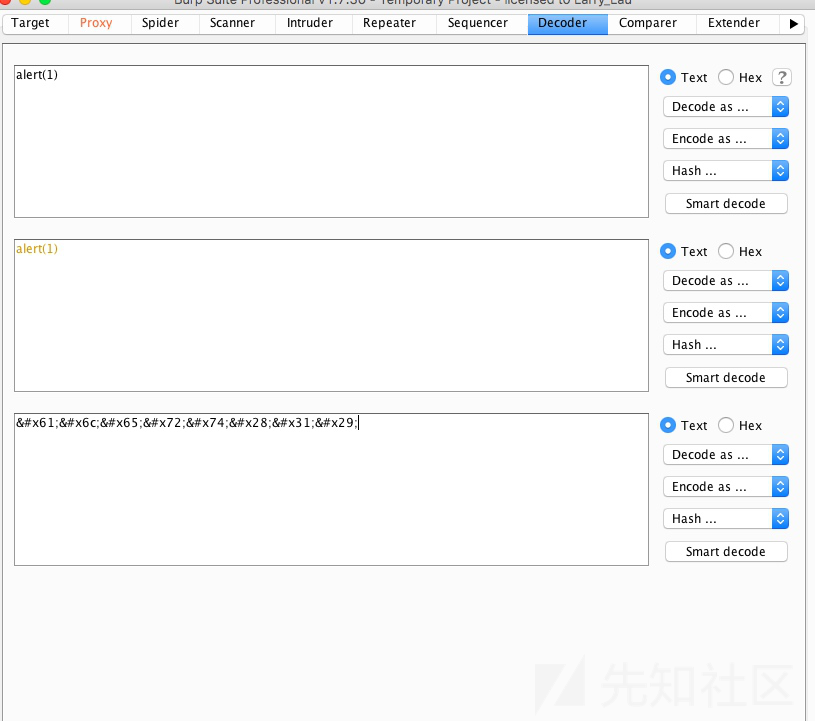 Burp Suite Professional v1.7.30 - Temporary Project - licensed to Larry_Lau
Target Proxy Spider Scanner Intruder Repeater Sequencer Decoder Comparer Extender
alert(1)
Text Hex ?
Decode as ...
Encode as ...
Hash ...
Smart decode
alert(1)
Text Hex
Decode as ...
Encode as ...
Hash ...
Smart decode
&#x61;&#x6c;&#x65;&#x72;&#x74;&#x28;&#x31;&#x29;
Text Hex
Decode as ...
Encode as ...
Hash ...
Smart decode
先知社区